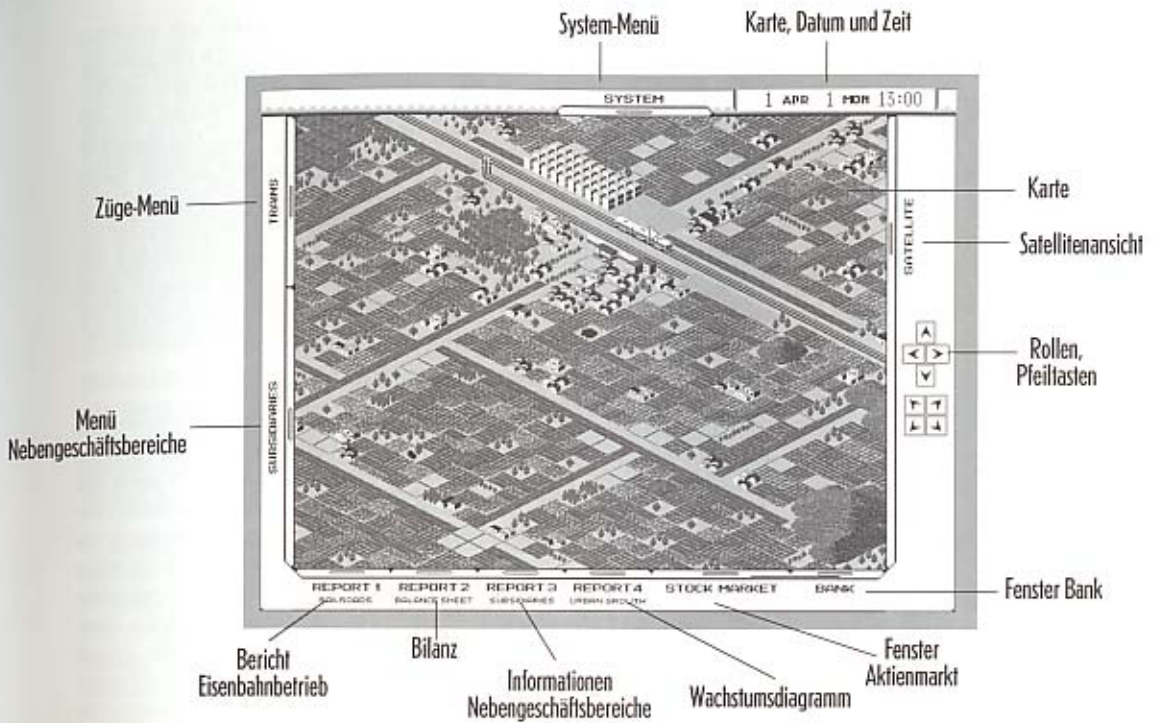 System-Menü
Karte, Datum und Zeit
SYSTEM
1 APR 1 MON 13:00
Züge-Menü
TRAINS
Karte
SATELLITE
Satellitenansicht
Rollen,
Pfeiltasten
Menü
Nebengeschäftsbereiche
SUBSIDIARIES
REPORT 1
REPORT 2
REPORT 3
REPORT 4
STOCK MARKET
BANK
RAILROADS
BALANCE SHEET
SUBSIDIARIES
URBAN GROWTH
Fenster Bank
Bericht
Eisenbahnbetrieb
Bilanz
Informationen
Nebengeschäftsbereiche
Wachstumsdiagramm
Fenster
Aktienmarkt